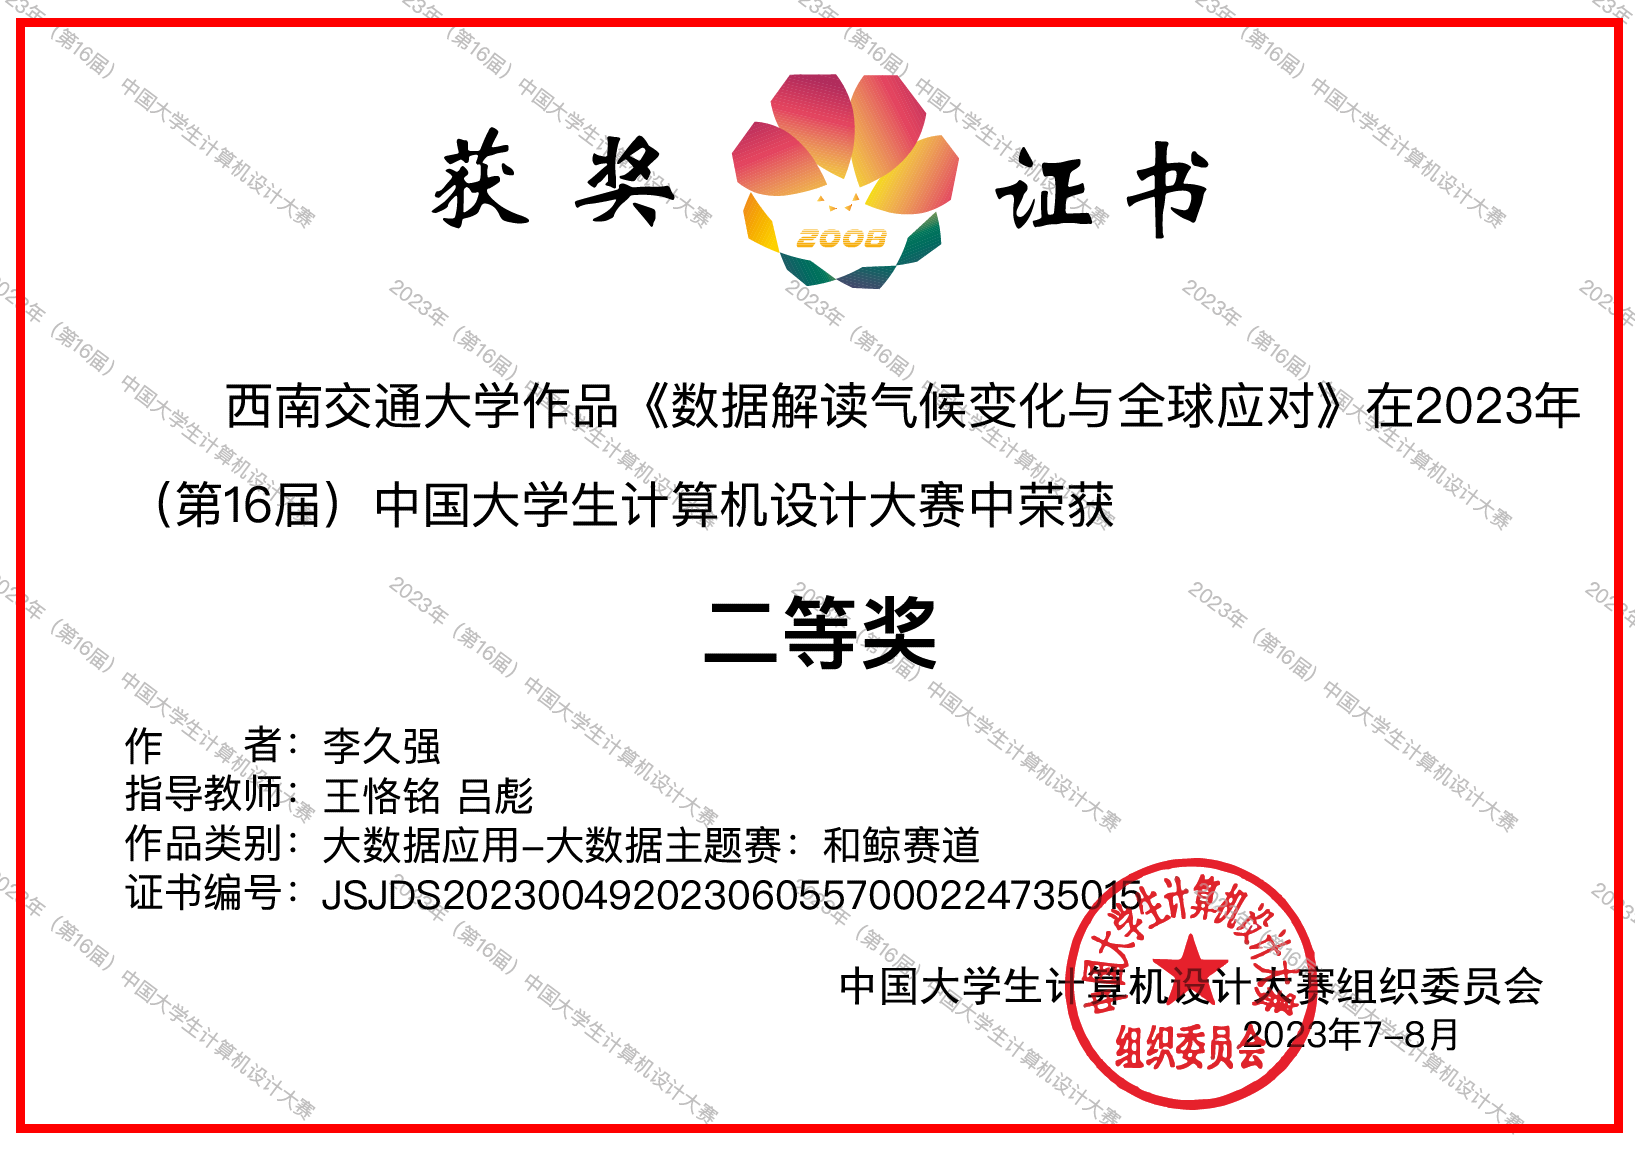 获奖证书
2008
西南交通大学作品《数据解读气候变化与全球应对》在2023年
（第16届）中国大学生计算机设计大赛中荣获
二等奖
作　　者：李久强
指导教师：王恪铭 吕彪
作品类别：大数据应用-大数据主题赛：和鲸赛道
证书编号：JSJDS202300492023060557000224735015
中国大学生计算机设计大赛组织委员会
2023年7-8月
中国大学生计算机设计大赛
组织委员会
2023年（第16届）中国大学生计算机设计大赛